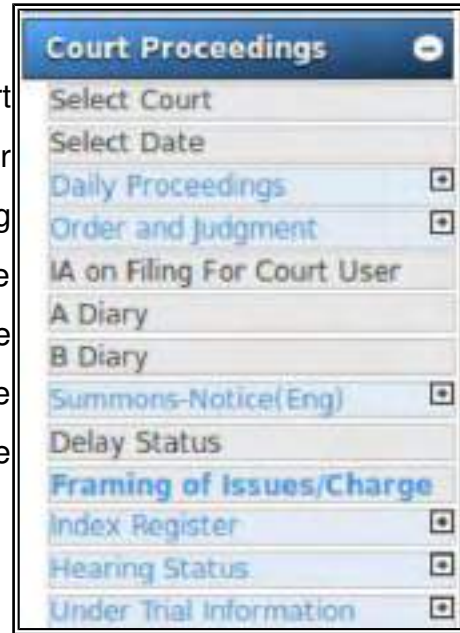 Court Proceedings
Select Court
Select Date
Daily Proceedings
Order and Judgment
IA on Filing For Court User
A Diary
B Diary
Summons-Notice(Eng)
Delay Status
Framing of Issues/Charge
Index Register
Hearing Status
Under Trial Information